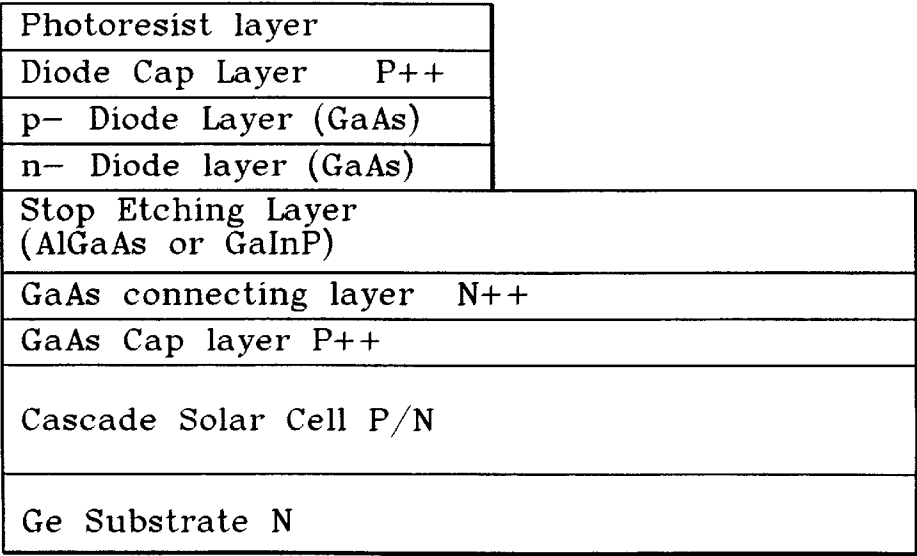 Photoresist layer
Diode Cap Layer P++
p- Diode Layer (GaAs)
n- Diode layer (GaAs)
Stop Etching Layer
(AlGaAs or GaInP)
GaAs connecting layer N++
GaAs Cap layer P++
Cascade Solar Cell P/N
Ge Substrate N